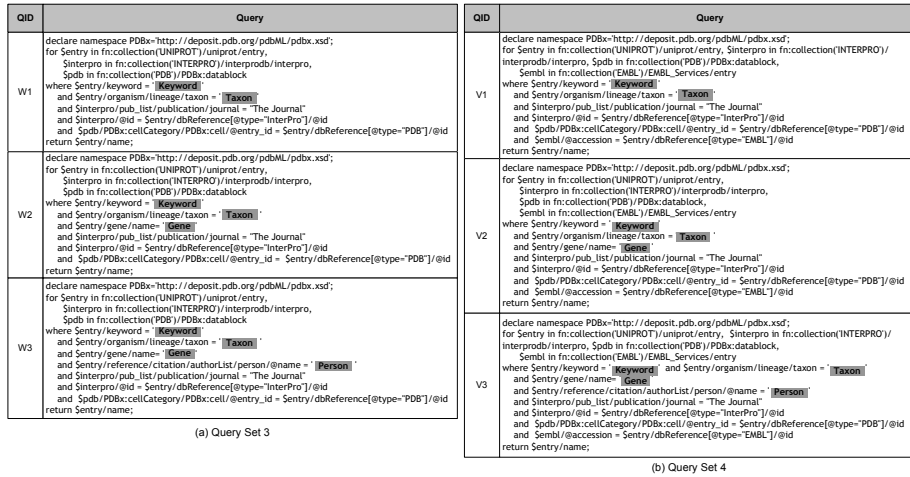 QID Query
W1
declare namespace PDBx='http://deposit.pdb.org/pdbML/pdbx.xsd';
for $entry in fn:collection('UNIPROT')/uniprot/entry,
$interpro in fn:collection('INTERPRO')/interprodb/interpro,
$pdb in fn:collection('PDB')/PDBx:datablock
where $entry/keyword = ' Keyword '
and $entry/organism/lineage/taxon = ' Taxon '
and $interpro/pub_list/publication/journal = "The Journal"
and $interpro/@id = $entry/dbReference[@type="InterPro"]/@id
and $pdb/PDBx:cellCategory/PDBx:cell/@entry_id = $entry/dbReference[@type="PDB"]/@id
return $entry/name;
W2
declare namespace PDBx='http://deposit.pdb.org/pdbML/pdbx.xsd';
for $entry in fn:collection('UNIPROT')/uniprot/entry,
$interpro in fn:collection('INTERPRO')/interprodb/interpro,
$pdb in fn:collection('PDB')/PDBx:datablock
where $entry/keyword = ' Keyword '
and $entry/organism/lineage/taxon = ' Taxon '
and $entry/gene/name= ' Gene '
and $interpro/pub_list/publication/journal = "The Journal"
and $interpro/@id = $entry/dbReference[@type="InterPro"]/@id
and $pdb/PDBx:cellCategory/PDBx:cell/@entry_id = $entry/dbReference[@type="PDB"]/@id
return $entry/name;
W3
declare namespace PDBx='http://deposit.pdb.org/pdbML/pdbx.xsd';
for $entry in fn:collection('UNIPROT')/uniprot/entry,
$interpro in fn:collection('INTERPRO')/interprodb/interpro,
$pdb in fn:collection('PDB')/PDBx:datablock
where $entry/keyword = ' Keyword '
and $entry/organism/lineage/taxon = ' Taxon '
and $entry/gene/name= ' Gene '
and $entry/reference/citation/authorList/person/@name = ' Person '
and $interpro/pub_list/publication/journal = "The Journal"
and $interpro/@id = $entry/dbReference[@type="InterPro"]/@id
and $pdb/PDBx:cellCategory/PDBx:cell/@entry_id = $entry/dbReference[@type="PDB"]/@id
return $entry/name;
(a) Query Set 3
QID Query
V1
declare namespace PDBx='http://deposit.pdb.org/pdbML/pdbx.xsd';
for $entry in fn:collection('UNIPROT')/uniprot/entry, $interpro in fn:collection('INTERPRO')/
interprodb/interpro, $pdb in fn:collection('PDB')/PDBx:datablock,
$embl in fn:collection('EMBL')/EMBL_Services/entry
where $entry/keyword = ' Keyword '
and $entry/organism/lineage/taxon = ' Taxon '
and $interpro/pub_list/publication/journal = "The Journal"
and $interpro/@id = $entry/dbReference[@type="InterPro"]/@id
and $pdb/PDBx:cellCategory/PDBx:cell/@entry_id = $entry/dbReference[@type="PDB"]/@id
and $embl/@accession = $entry/dbReference[@type="EMBL"]/@id
return $entry/name;
V2
declare namespace PDBx='http://deposit.pdb.org/pdbML/pdbx.xsd';
for $entry in fn:collection('UNIPROT')/uniprot/entry,
$interpro in fn:collection('INTERPRO')/interprodb/interpro,
$pdb in fn:collection('PDB')/PDBx:datablock,
$embl in fn:collection('EMBL')/EMBL_Services/entry
where $entry/keyword = ' Keyword '
and $entry/organism/lineage/taxon = ' Taxon '
and $entry/gene/name= ' Gene '
and $interpro/pub_list/publication/journal = "The Journal"
and $interpro/@id = $entry/dbReference[@type="InterPro"]/@id
and $pdb/PDBx:cellCategory/PDBx:cell/@entry_id = $entry/dbReference[@type="PDB"]/@id
and $embl/@accession = $entry/dbReference[@type="EMBL"]/@id
return $entry/name;
V3
declare namespace PDBx='http://deposit.pdb.org/pdbML/pdbx.xsd';
for $entry in fn:collection('UNIPROT')/uniprot/entry, $interpro in fn:collection('INTERPRO')/
interprodb/interpro, $pdb in fn:collection('PDB')/PDBx:datablock,
$embl in fn:collection('EMBL')/EMBL_Services/entry
where $entry/keyword = ' Keyword ' and $entry/organism/lineage/taxon = ' Taxon '
and $entry/gene/name= ' Gene '
and $entry/reference/citation/authorList/person/@name = ' Person '
and $interpro/pub_list/publication/journal = "The Journal"
and $interpro/@id = $entry/dbReference[@type="InterPro"]/@id
and $pdb/PDBx:cellCategory/PDBx:cell/@entry_id = $entry/dbReference[@type="PDB"]/@id
and $embl/@accession = $entry/dbReference[@type="EMBL"]/@id
return $entry/name;
(b) Query Set 4